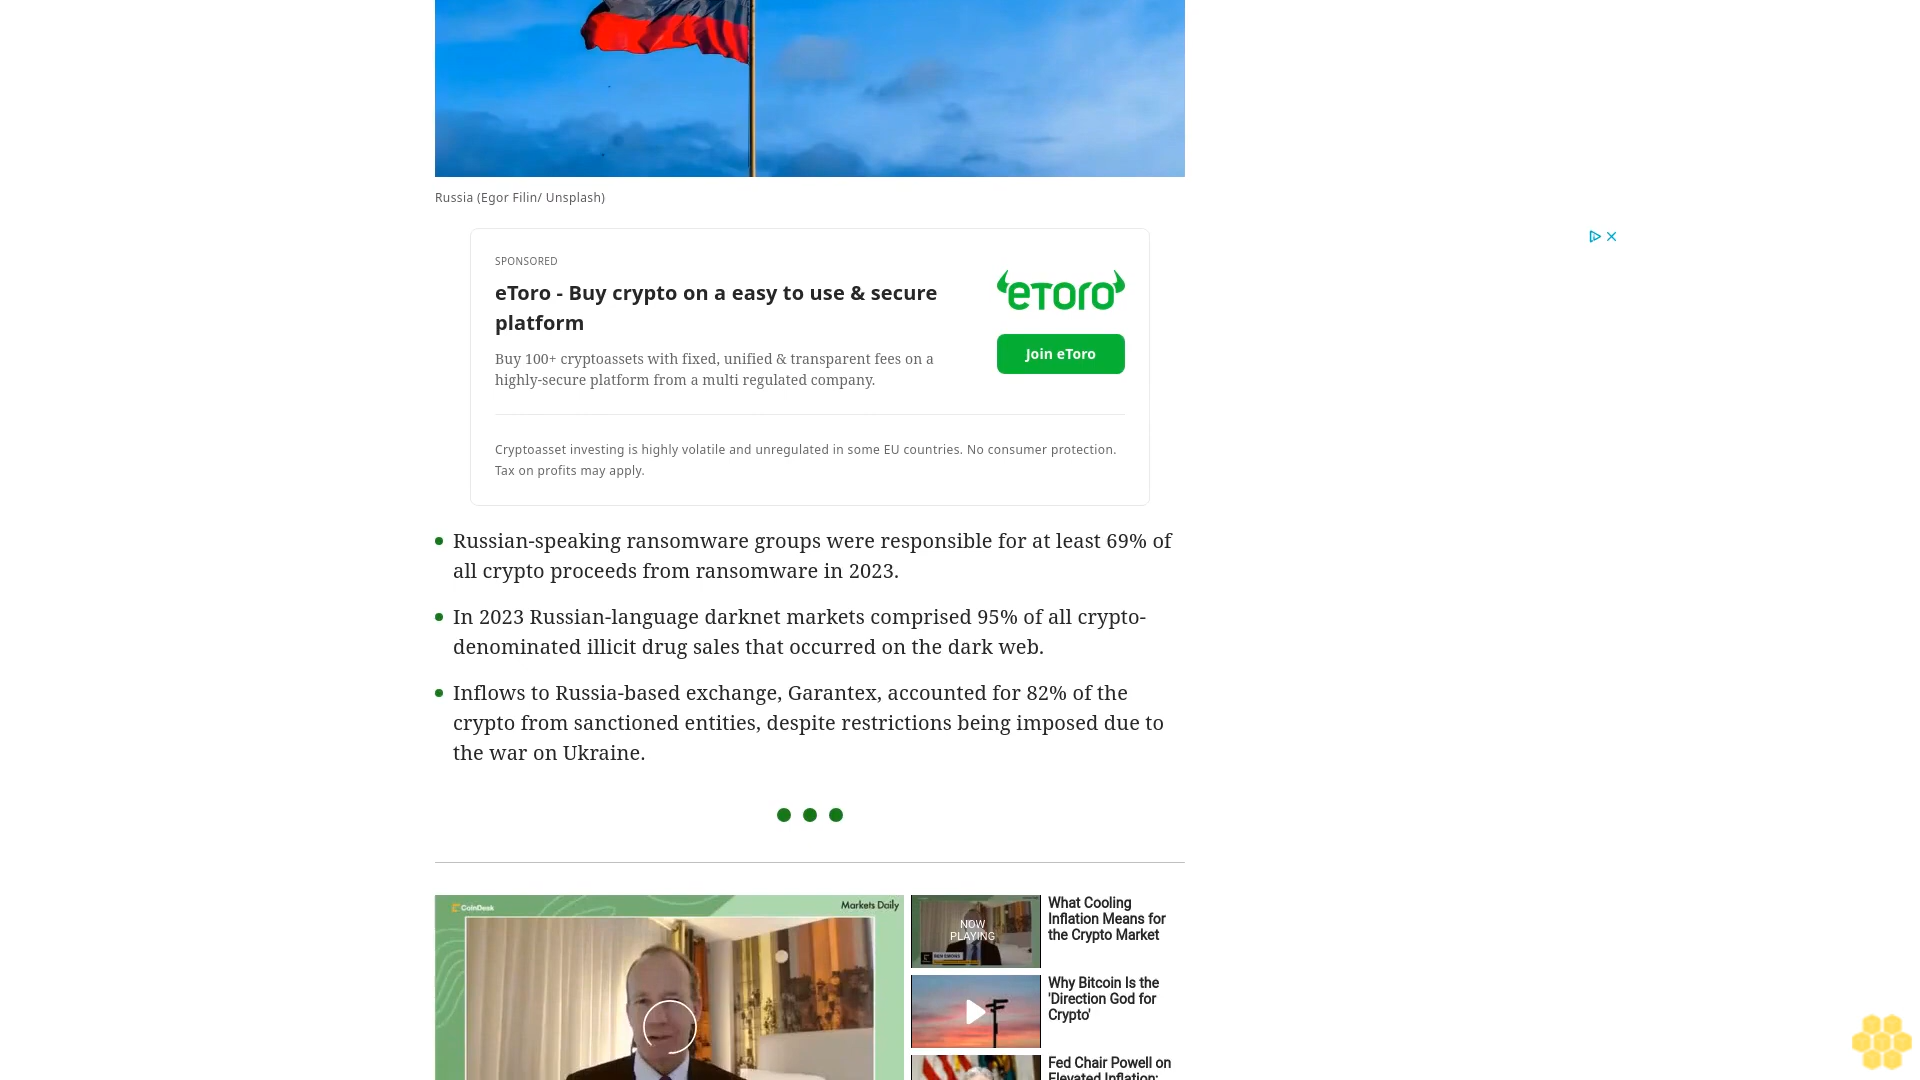 Russia (Egor Filin/ Unsplash)
SPONSORED
eToro - Buy crypto on a easy to use & secure
platform
Buy 100+ cryptoassets with fixed, unified & transparent fees on a
highly-secure platform from a multi regulated company.
eToro
Join eToro
Cryptoasset investing is highly volatile and unregulated in some EU countries. No consumer protection.
Tax on profits may apply.
Russian-speaking ransomware groups were responsible for at least 69% of
all crypto proceeds from ransomware in 2023.
In 2023 Russian-language darknet markets comprised 95% of all crypto-
denominated illicit drug sales that occurred on the dark web.
Inflows to Russia-based exchange, Garantex, accounted for 82% of the
crypto from sanctioned entities, despite restrictions being imposed due to
the war on Ukraine.
CoinDesk
Markets Daily
NOW
PLAYING
What Cooling
Inflation Means for
the Crypto Market
Why Bitcoin Is the
'Direction God for
Crypto'
Fed Chair Powell on
Elevated Inflation: